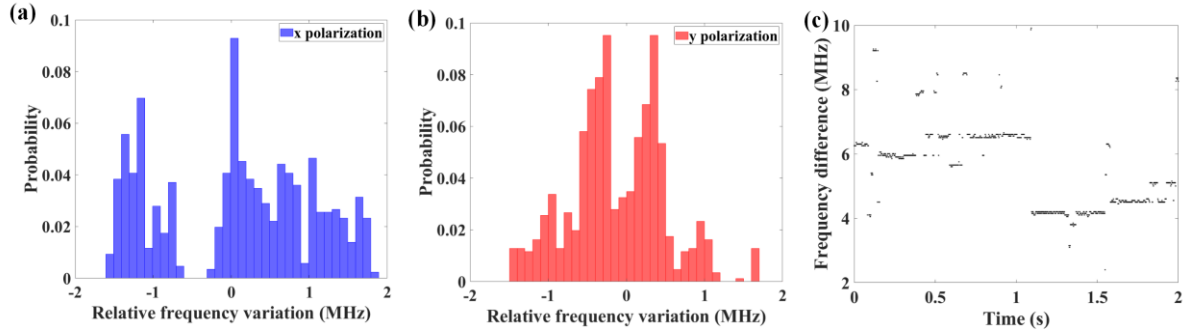 (a)
x polarization
Probability
0.1
0.08
0.06
0.04
0.02
0
-2
-1
0
1
2
Relative frequency variation (MHz)
(b)
y polarization
Probability
0.1
0.08
0.06
0.04
0.02
0
-2
-1
0
1
2
Relative frequency variation (MHz)
(c)
Frequency difference (MHz)
10
8
6
4
2
0
0.5
1
1.5
2
Time (s)